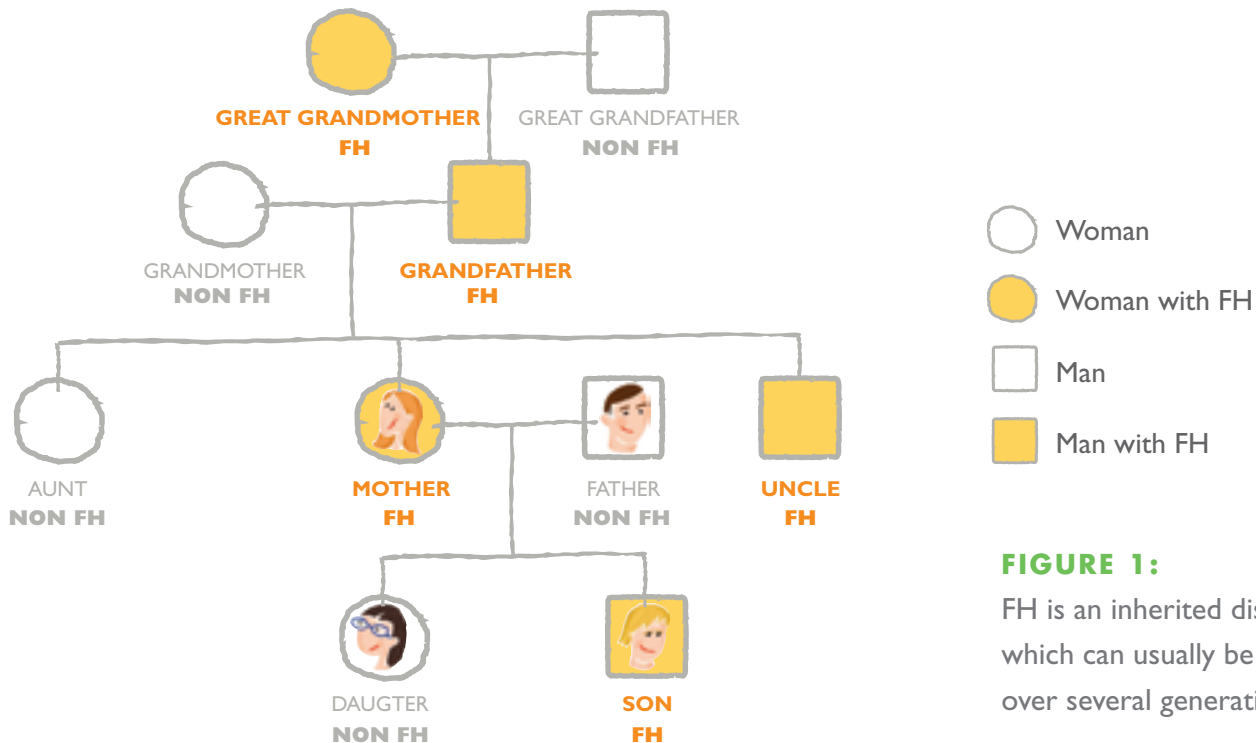 GREAT GRANDMOTHER
FH
GREAT GRANDFATHER
NON FH
GRANDMOTHER
NON FH
GRANDFATHER
FH
AUNT
NON FH
MOTHER
FH
FATHER
NON FH
UNCLE
FH
DAUGTER
NON FH
SON
FH
Woman
Woman with FH
Man
Man with FH
FIGURE 1:
FH is an inherited
which can usually be
over several